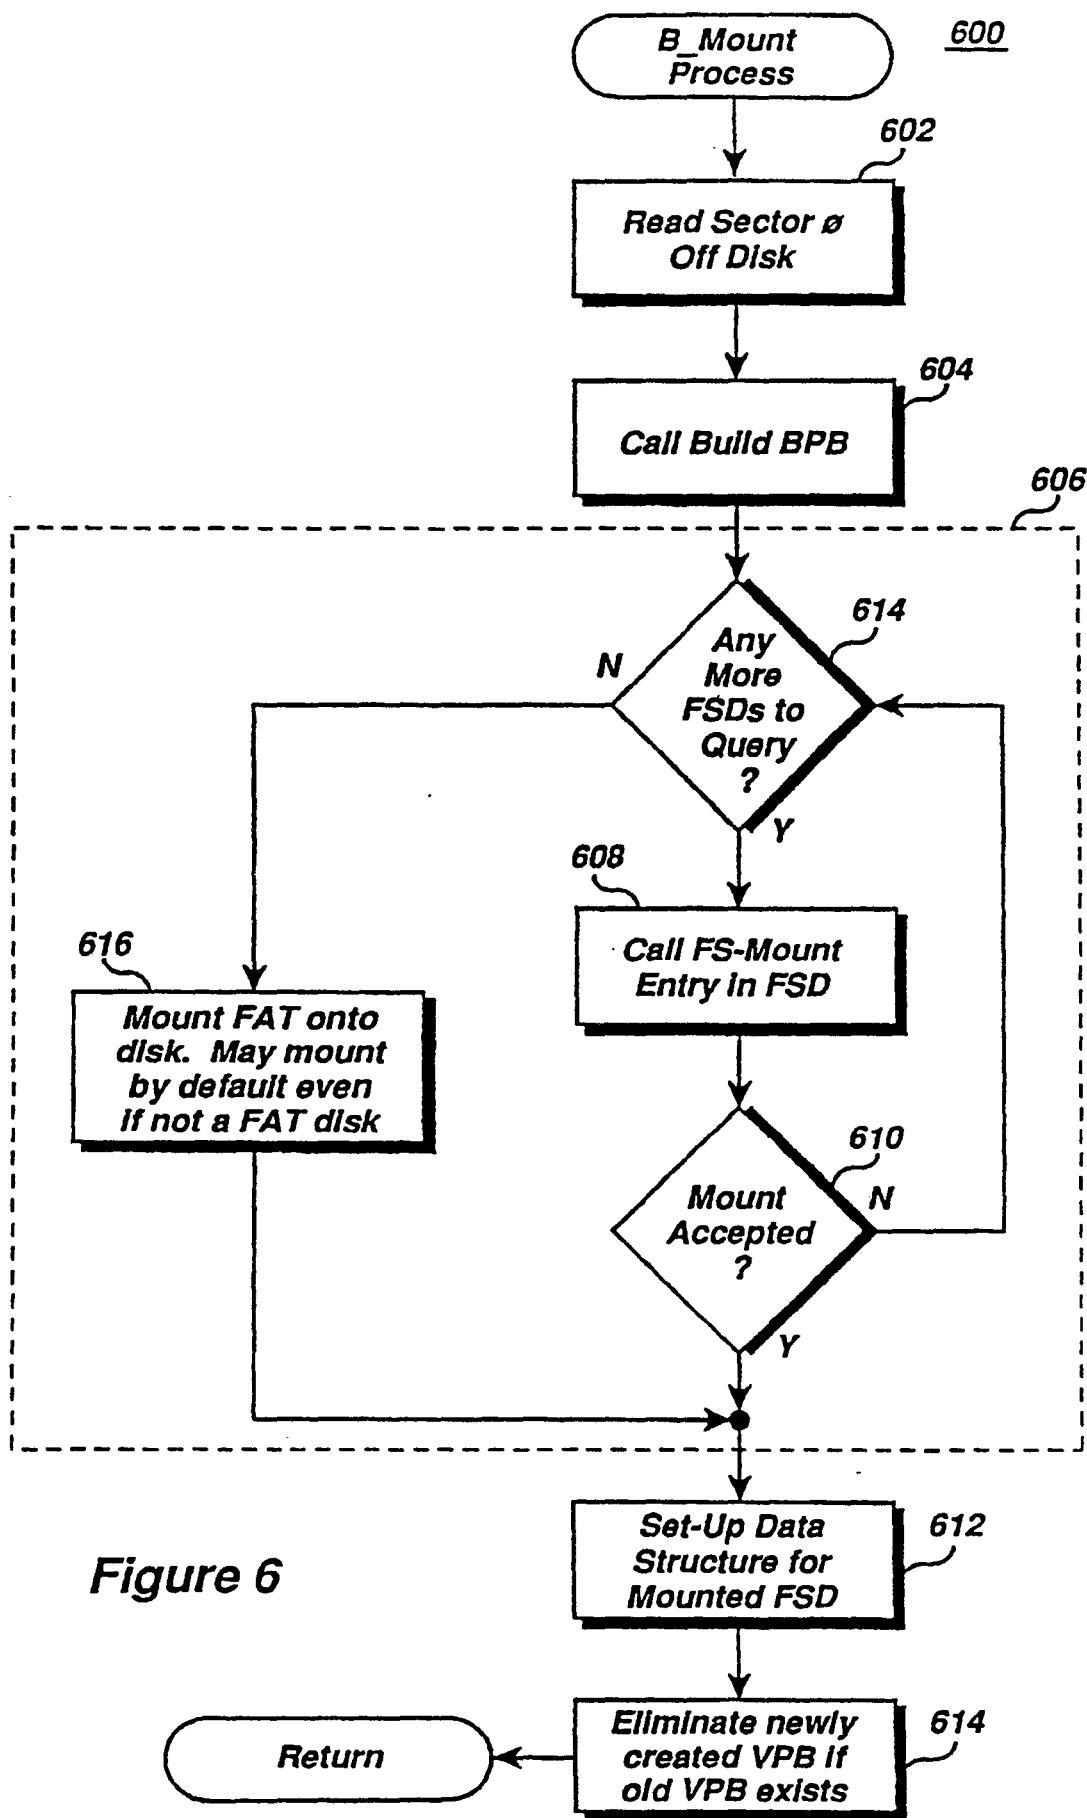 B_Mount
Process
600
602
Read Sector ø
Off Disk
604
Call Build BPB
606
614
Any
More
FSDs to
Query
?
N
Y
608
Call FS-Mount
Entry in FSD
616
Mount FAT onto
disk. May mount
by default even
if not a FAT disk
610
Mount
Accepted
?
N
Y
612
Set-Up Data
Structure for
Mounted FSD
Figure 6
614
Eliminate newly
created VPB if
old VPB exists
Return